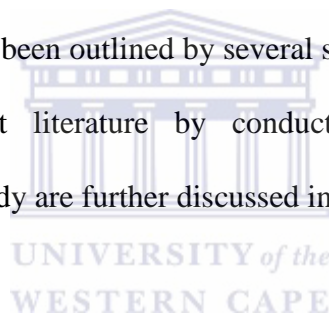 been outlined by several s
t literature by conduct
dy are further discussed in
UNIVERSITY of the
WESTERN CAPE